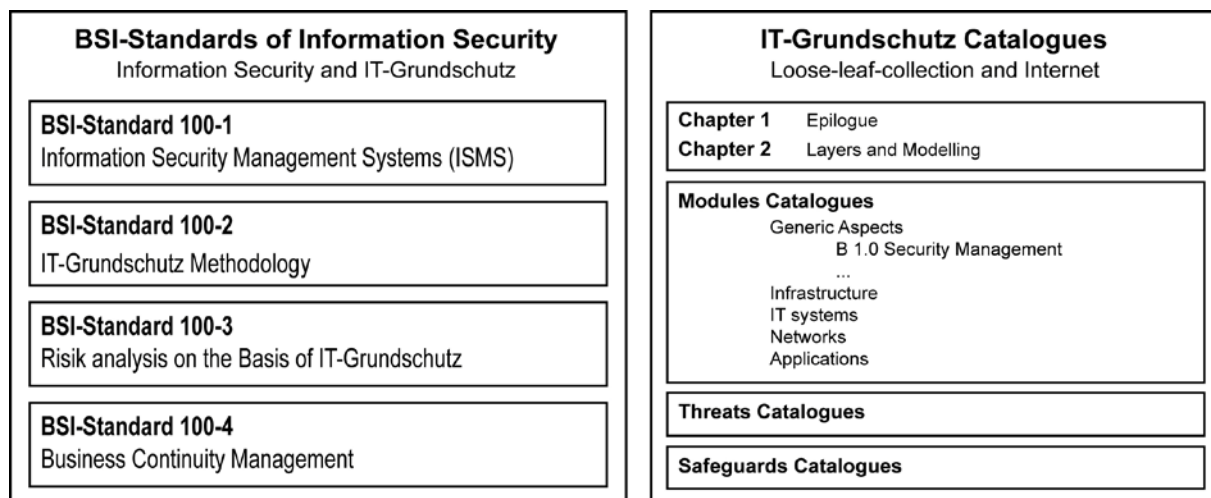 BSI-Standards of Information Security
Information Security and IT-Grundschutz
BSI-Standard 100-1
Information Security Management Systems (ISMS)
BSI-Standard 100-2
IT-Grundschutz Methodology
BSI-Standard 100-3
Risik analysis on the Basis of IT-Grundschutz
BSI-Standard 100-4
Business Continuity Management
IT-Grundschutz Catalogues
Loose-leaf-collection and Internet
Chapter 1 Epilogue
Chapter 2 Layers and Modelling
Modules Catalogues
Generic Aspects
B 1.0 Security Management
...
Infrastructure
IT systems
Networks
Applications
Threats Catalogues
Safeguards Catalogues